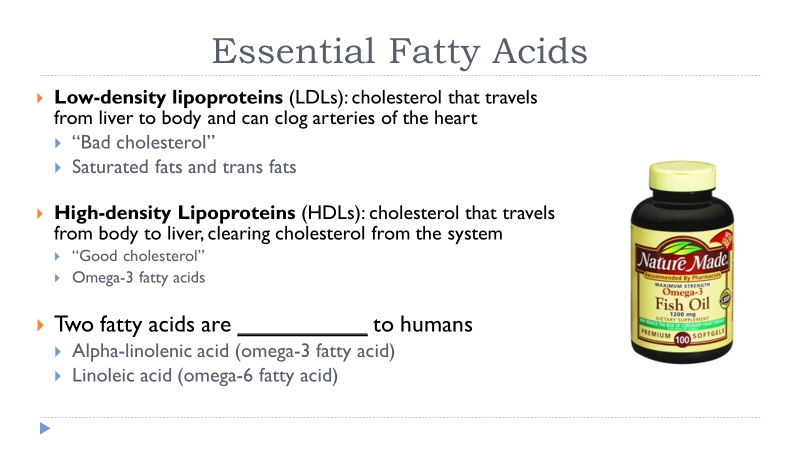 Essential Fatty Acids
Low-density lipoproteins (LDLs): cholesterol that travels
from liver to body and can clog arteries of the heart
“Bad cholesterol”
Saturated fats and trans fats
High-density Lipoproteins (HDLs): cholesterol that travels
from body to liver, clearing cholesterol from the system
“Good cholesterol”
Omega-3 fatty acids
Two fatty acids are ____________ to humans
Alpha-linolenic acid (omega-3 fatty acid)
Linoleic acid (omega-6 fatty acid)
Nature Made
Recommended By Pharmacists
MAXIMUM STRENGTH
Omega-3
Fish Oil
1200 mg
DIETARY SUPPLEMENT
PREMIUM 100 SOFTGELS